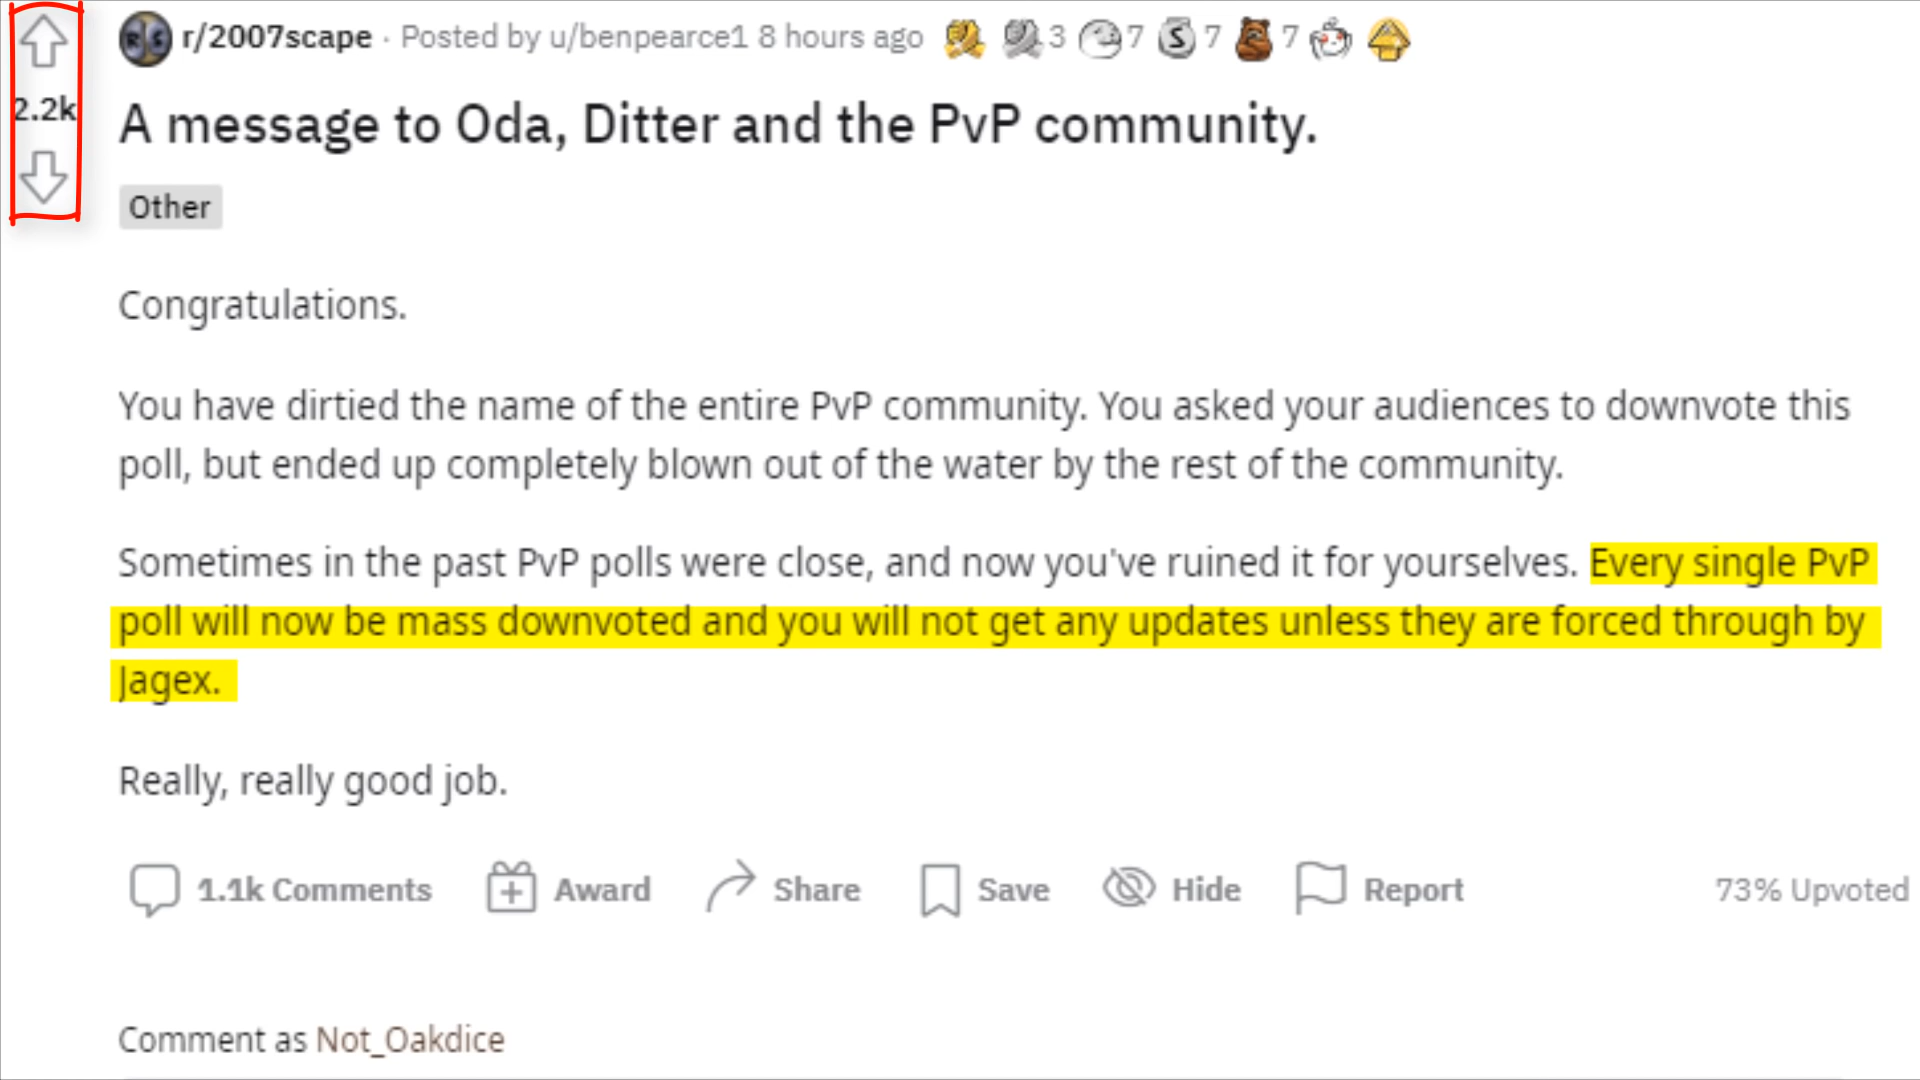 r/2007scape · Posted by u/benpearce1 8 hours ago 3 7 7 7
2.2k
A message to Oda, Ditter and the PvP community.
Other
Congratulations.
You have dirtied the name of the entire PvP community. You asked your audiences to downvote this
poll, but ended up completely blown out of the water by the rest of the community.
Sometimes in the past PvP polls were close, and now you've ruined it for yourselves. Every single PvP
poll will now be mass downvoted and you will not get any updates unless they are forced through by
Jagex.
Really, really good job.
1.1k Comments Award Share Save Hide Report 73% Upvoted
Comment as Not_Oakdice